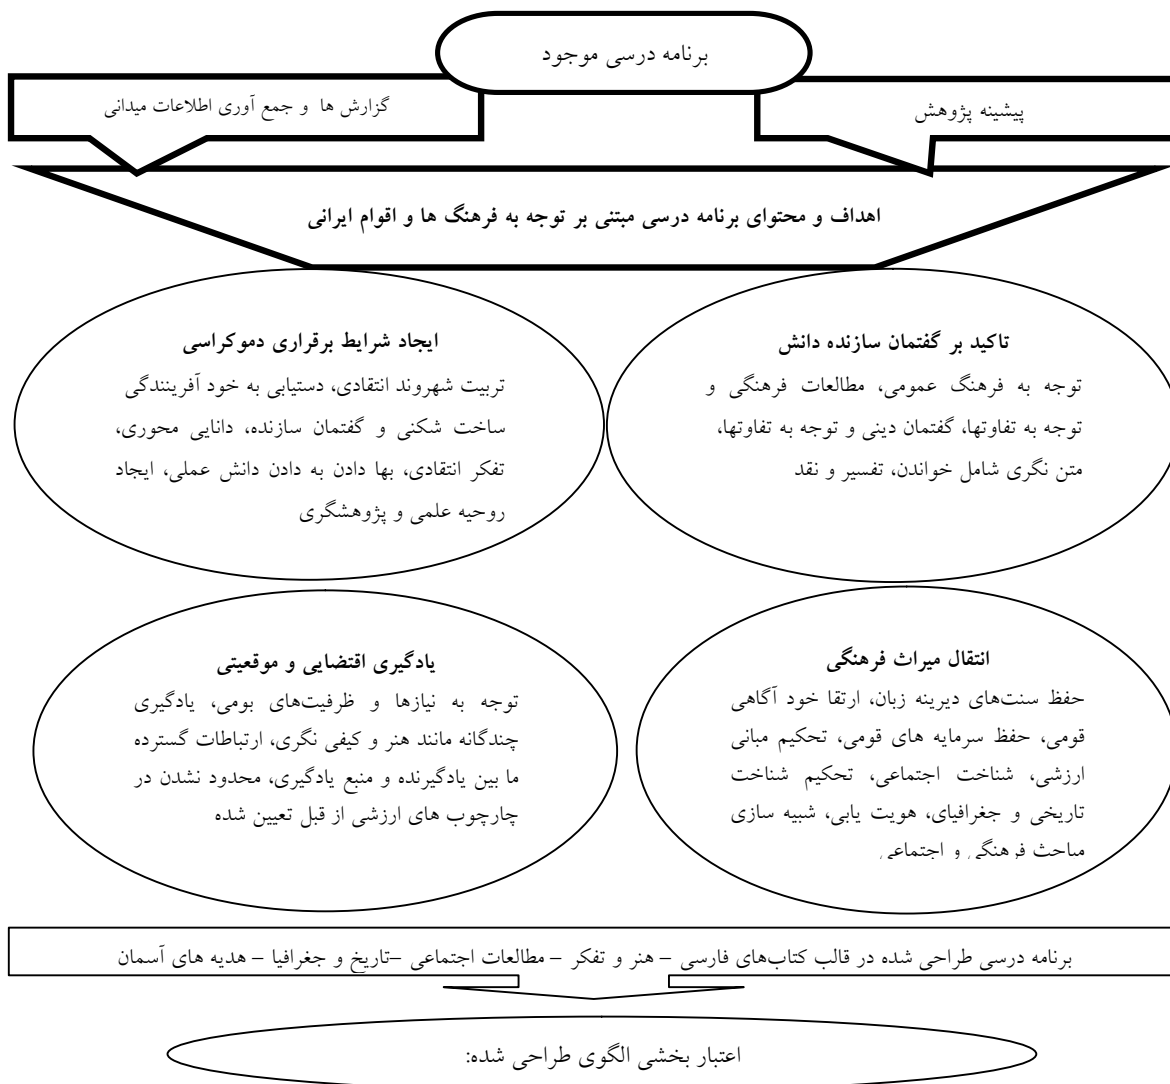 برنامه درسی موجود
پیشینه پژوهش
گزارش ها و جمع آوری اطلاعات میدانی
اهداف و محتوای برنامه درسی مبتنی بر توجه به فرهنگ ها و اقوام ایرانی
تاکید بر گفتمان سازنده دانش
توجه به فرهنگ عمومی، مطالعات فرهنگی و
توجه به تفاوتها، گفتمان دینی و توجه به تفاوتها،
متن نگری شامل خواندن، تفسیر و نقد
ایجاد شرایط برقراری دموکراسی
تربیت شهروند انتقادی، دستیابی به خود آفرینندگی
ساخت شکنی و گفتمان سازنده، دانایی محوری،
تفکر انتقادی، بها دادن به دادن دانش عملی، ایجاد
روحیه علمی و پژوهشگری
انتقال میراث فرهنگی
حفظ سنت‌های دیرینه زبان، ارتقا خود آگاهی
قومی، حفظ سرمایه های قومی، تحکیم مبانی
ارزشی، شناخت اجتماعی، تحکیم شناخت
تاریخی و جغرافیای، هویت یابی، شبیه سازی
مباحث فرهنگی و اجتماعی
یادگیری اقتضایی و موقعیتی
توجه به نیازها و ظرفیت‌های بومی، یادگیری
چندگانه مانند هنر و کیفی نگری، ارتباطات گسترده
ما بین یادگیرنده و منبع یادگیری، محدود نشدن در
چارچوب های ارزشی از قبل تعیین شده
برنامه درسی طراحی شده در قالب کتاب‌های فارسی – هنر و تفکر – مطالعات اجتماعی –تاریخ و جغرافیا – هدیه های آسمان
اعتبار بخشی الگوی طراحی شده: